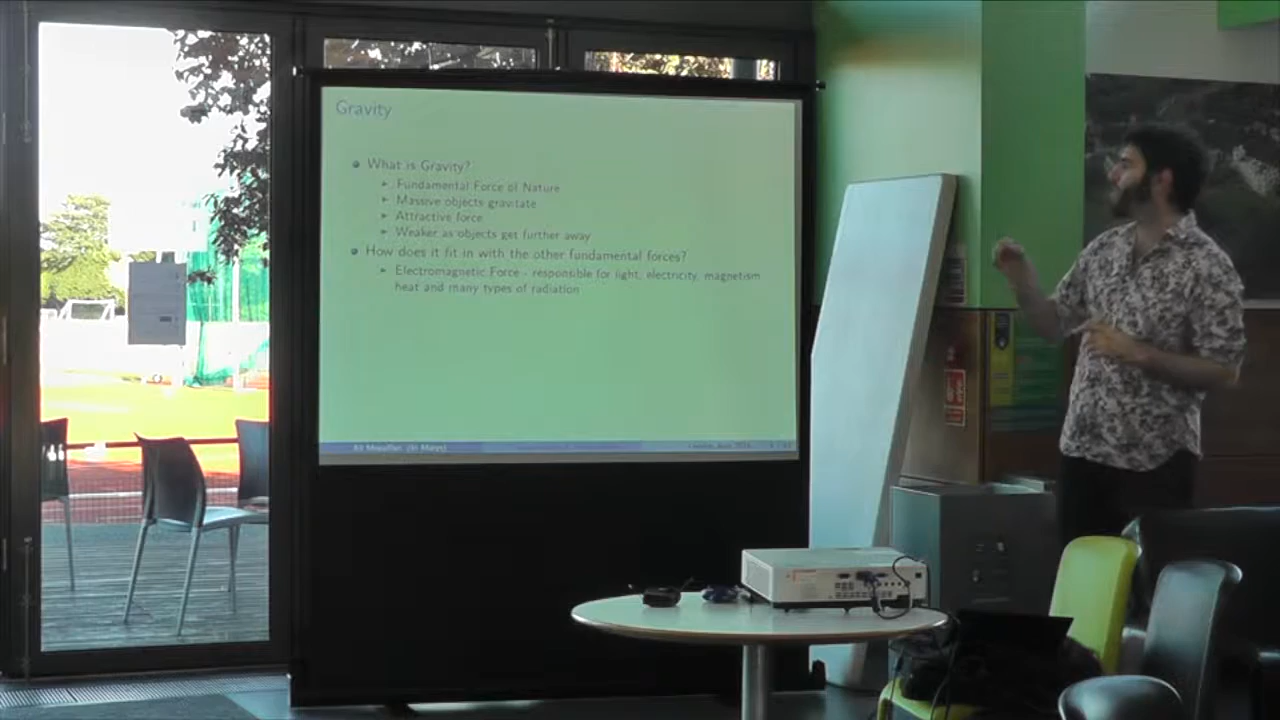 Gravity
What is Gravity?
Fundamental Force of Nature
Massive objects gravitate
Attractive force
Weaker as objects get further away
How does it fit in with the other fundamental forces?
Electromagnetic Force - responsible for light, electricity, magnetism
heat and many types of radiation